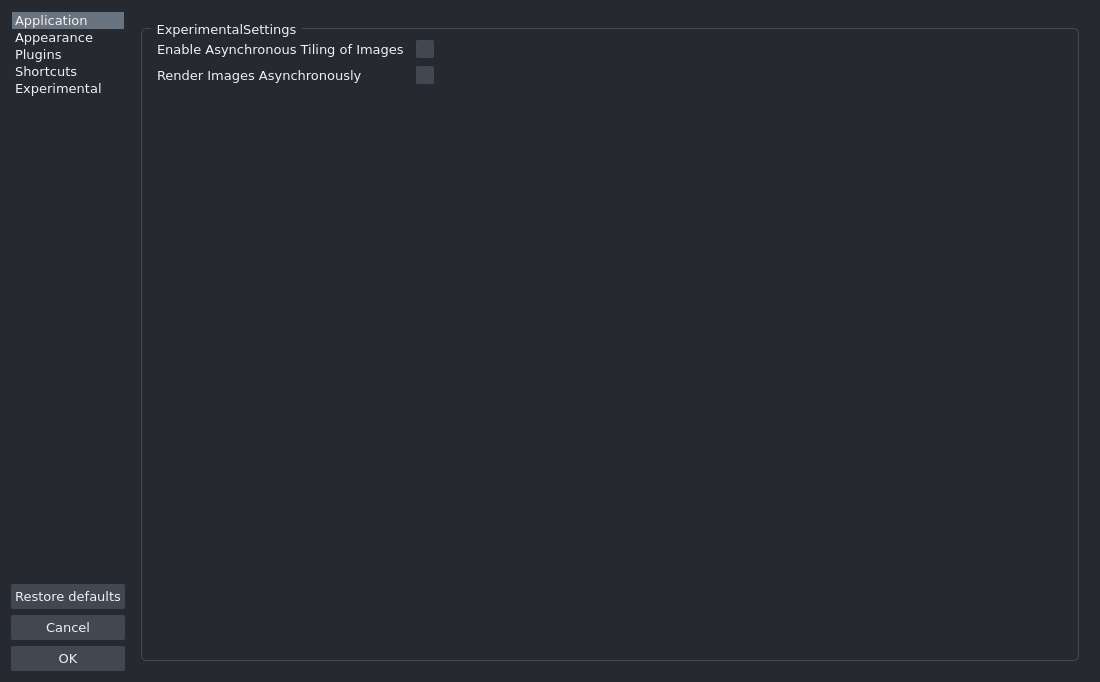 Application
Appearance
Plugins
Shortcuts
Experimental
ExperimentalSettings
Enable Asynchronous Tiling of Images
Render Images Asynchronously
Restore defaults
Cancel
OK